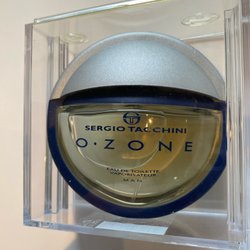 SERGIO TACCHINI
O·ZONE
EAU DE TOILETTE
VAPORISATEUR
MAN